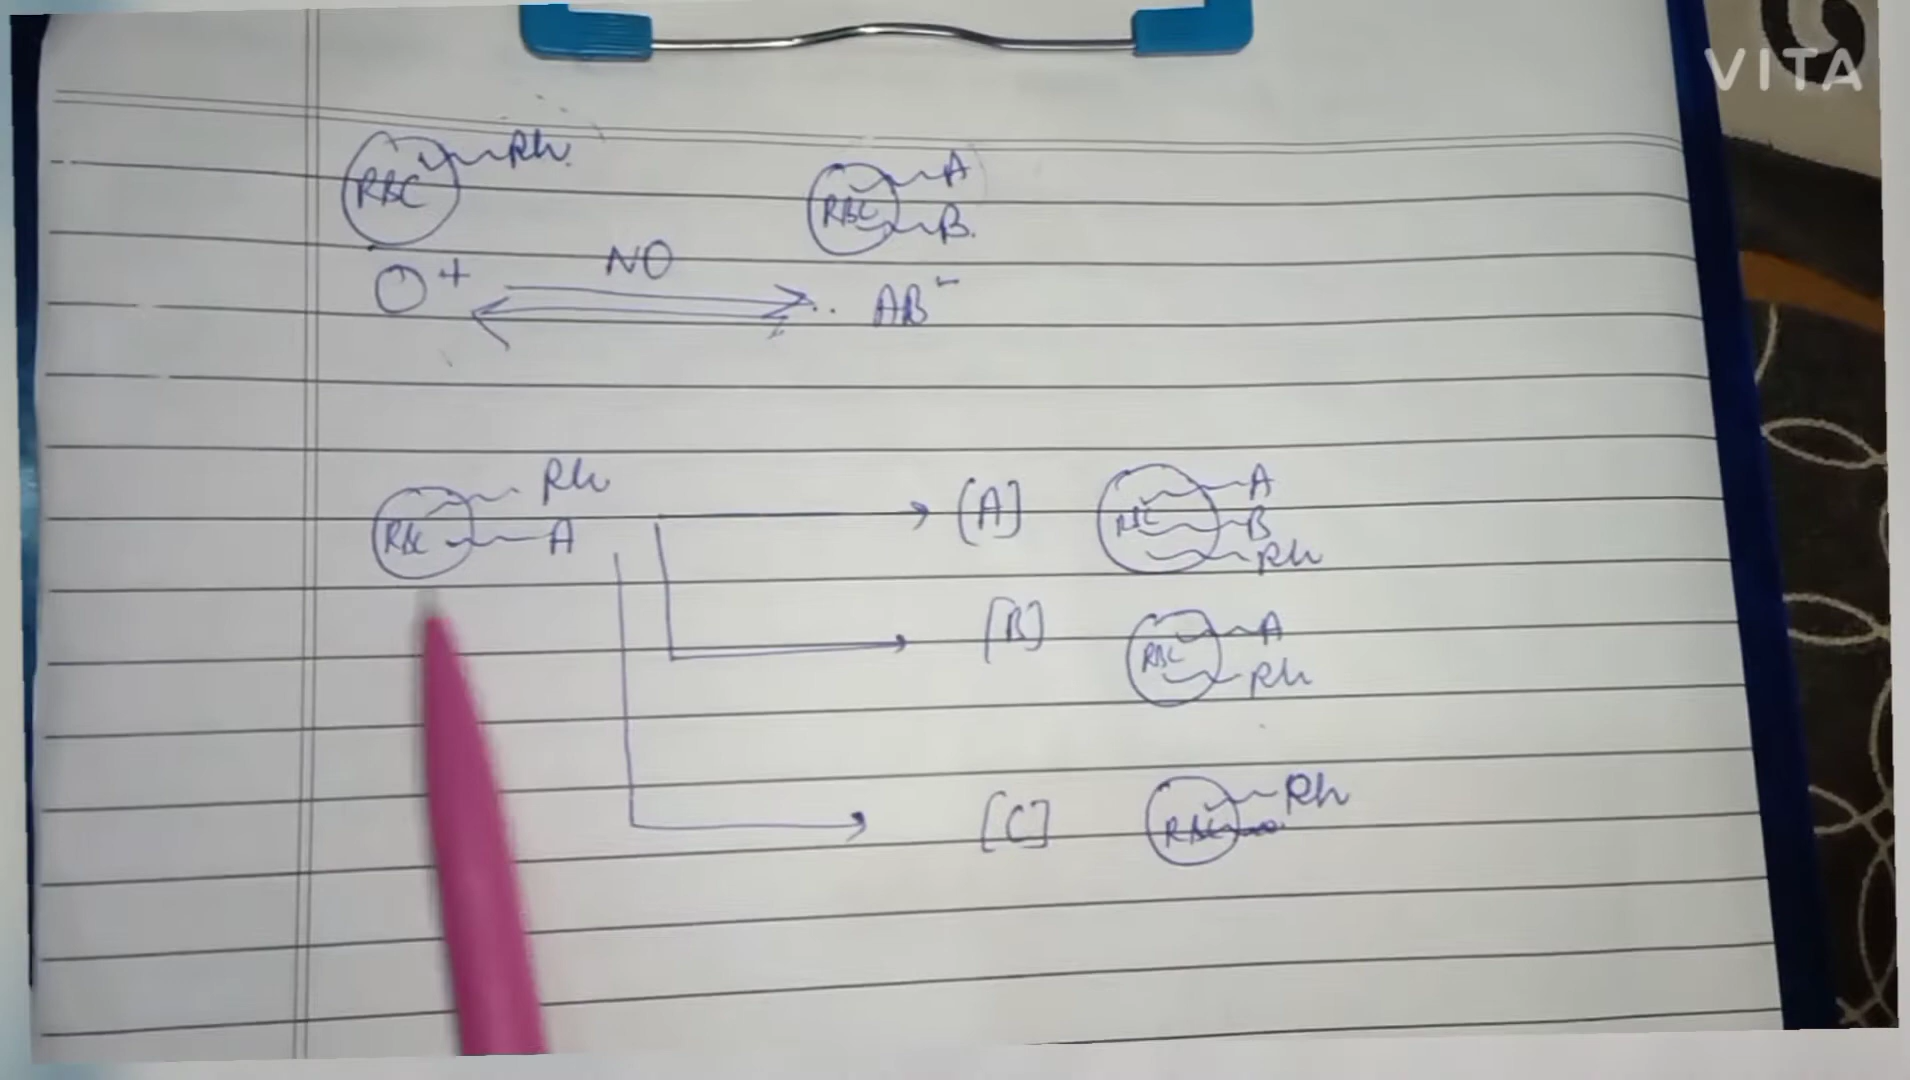 VITA
RBC Rh.
RBC A
B.
NO
O+ AB-
RBC Rh
A
[A] RBC A
B
Rh
[B] RBC A
Rh
[C] RBC Rh